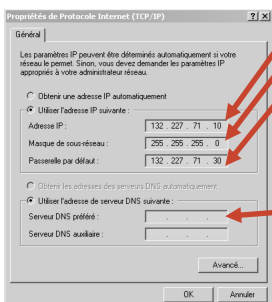 Propriétés de Protocole Internet (TCP/IP)
Général
Les paramètres IP peuvent être déterminés automatiquement si votre
réseau le permet. Sinon, vous devez demander les paramètres IP
appropriés à votre administrateur réseau.
Obtenir une adresse IP automatiquement
Utiliser l'adresse IP suivante :
Adresse IP : 132 . 227 . 71 . 10
Masque de sous-réseau : 255 . 255 . 255 . 0
Passerelle par défaut : 132 . 227 . 71 . 30
Obtenir les adresses des serveurs DNS automatiquement
Utiliser l'adresse de serveur DNS suivante :
Serveur DNS préféré :
Serveur DNS auxiliaire :
Avancé...
OK Annuler